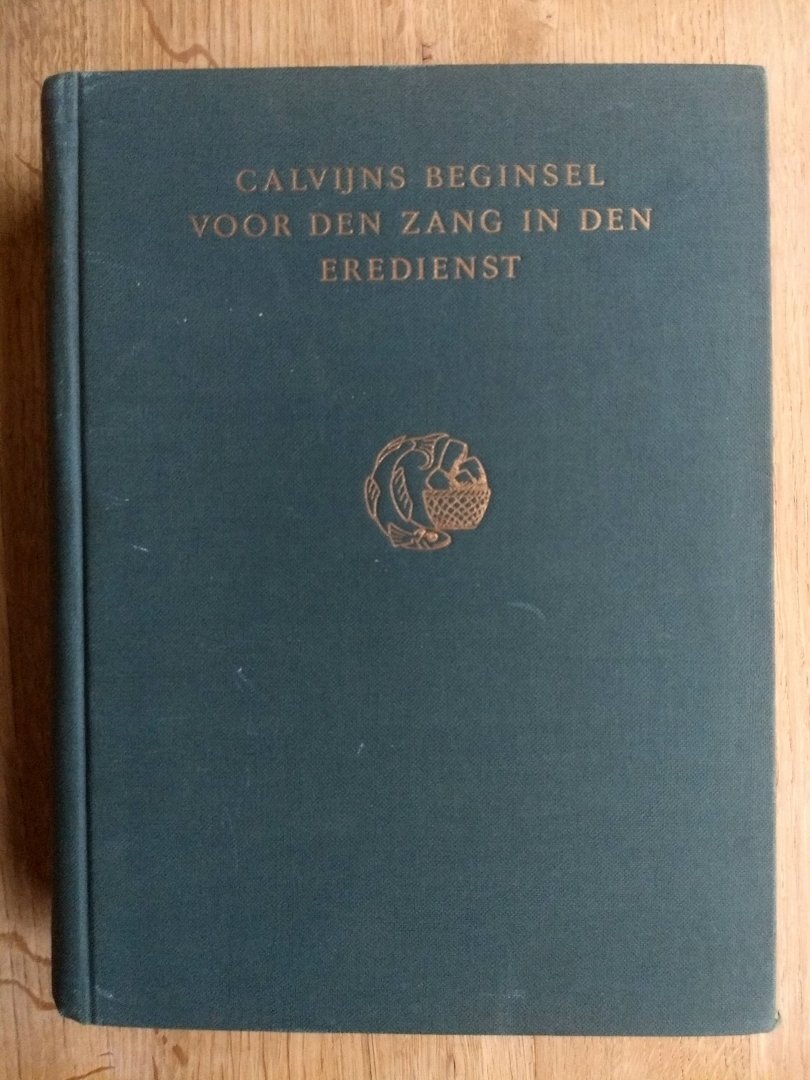 CALVIJNS BEGINSEL
VOOR DEN ZANG IN DEN
EREDIENST